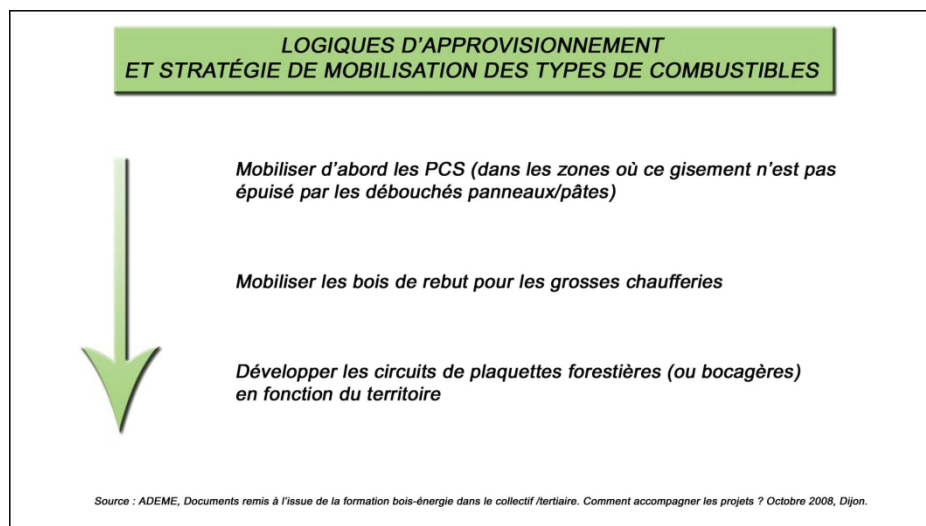 LOGIQUES D'APPROVISIONNEMENT
ET STRATÉGIE DE MOBILISATION DES TYPES DE COMBUSTIBLES
Mobiliser d'abord les PCS (dans les zones où ce gisement n'est pas
épuisé par les débouchés panneaux/pâtes)
Mobiliser les bois de rebut pour les grosses chaufferies
Développer les circuits de plaquettes forestières (ou bocagères)
en fonction du territoire
Source : ADEME, Documents remis à l'issue de la formation bois-énergie dans le collectif /tertiaire. Comment accompagner les projets ? Octobre 2008, Dijon.